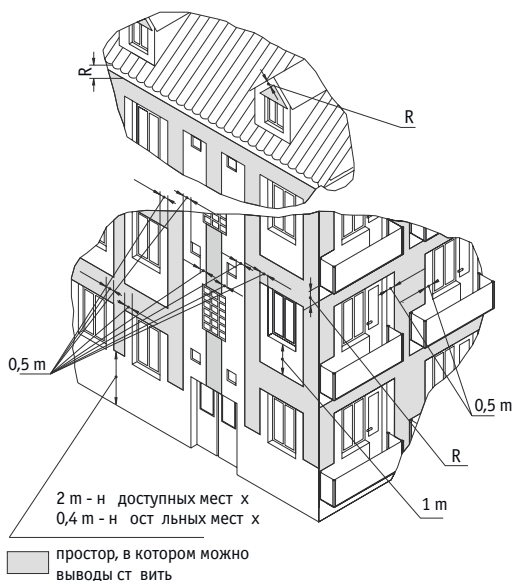 R
R
0,5 m
0,5 m
R
1 m
2 m - н доступных мест х
0,4 m - н ост льных мест х
простор, в котором можно
выводы ст вить